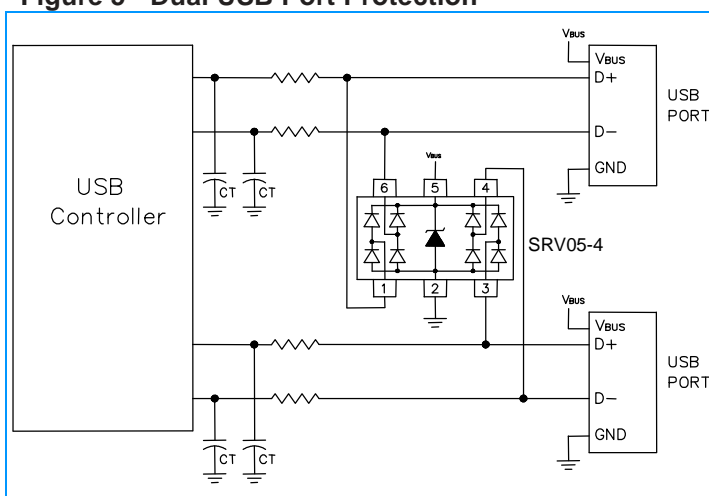 Figure 3 - Dual USB Port Protection
VBUS
VBUS
D+
USB
PORT
D-
GND
VBUS
CT
CT
USB
Controller
6
5
4
SRV05-4
1
2
3
VBUS
VBUS
D+
USB
PORT
D-
GND
CT
CT